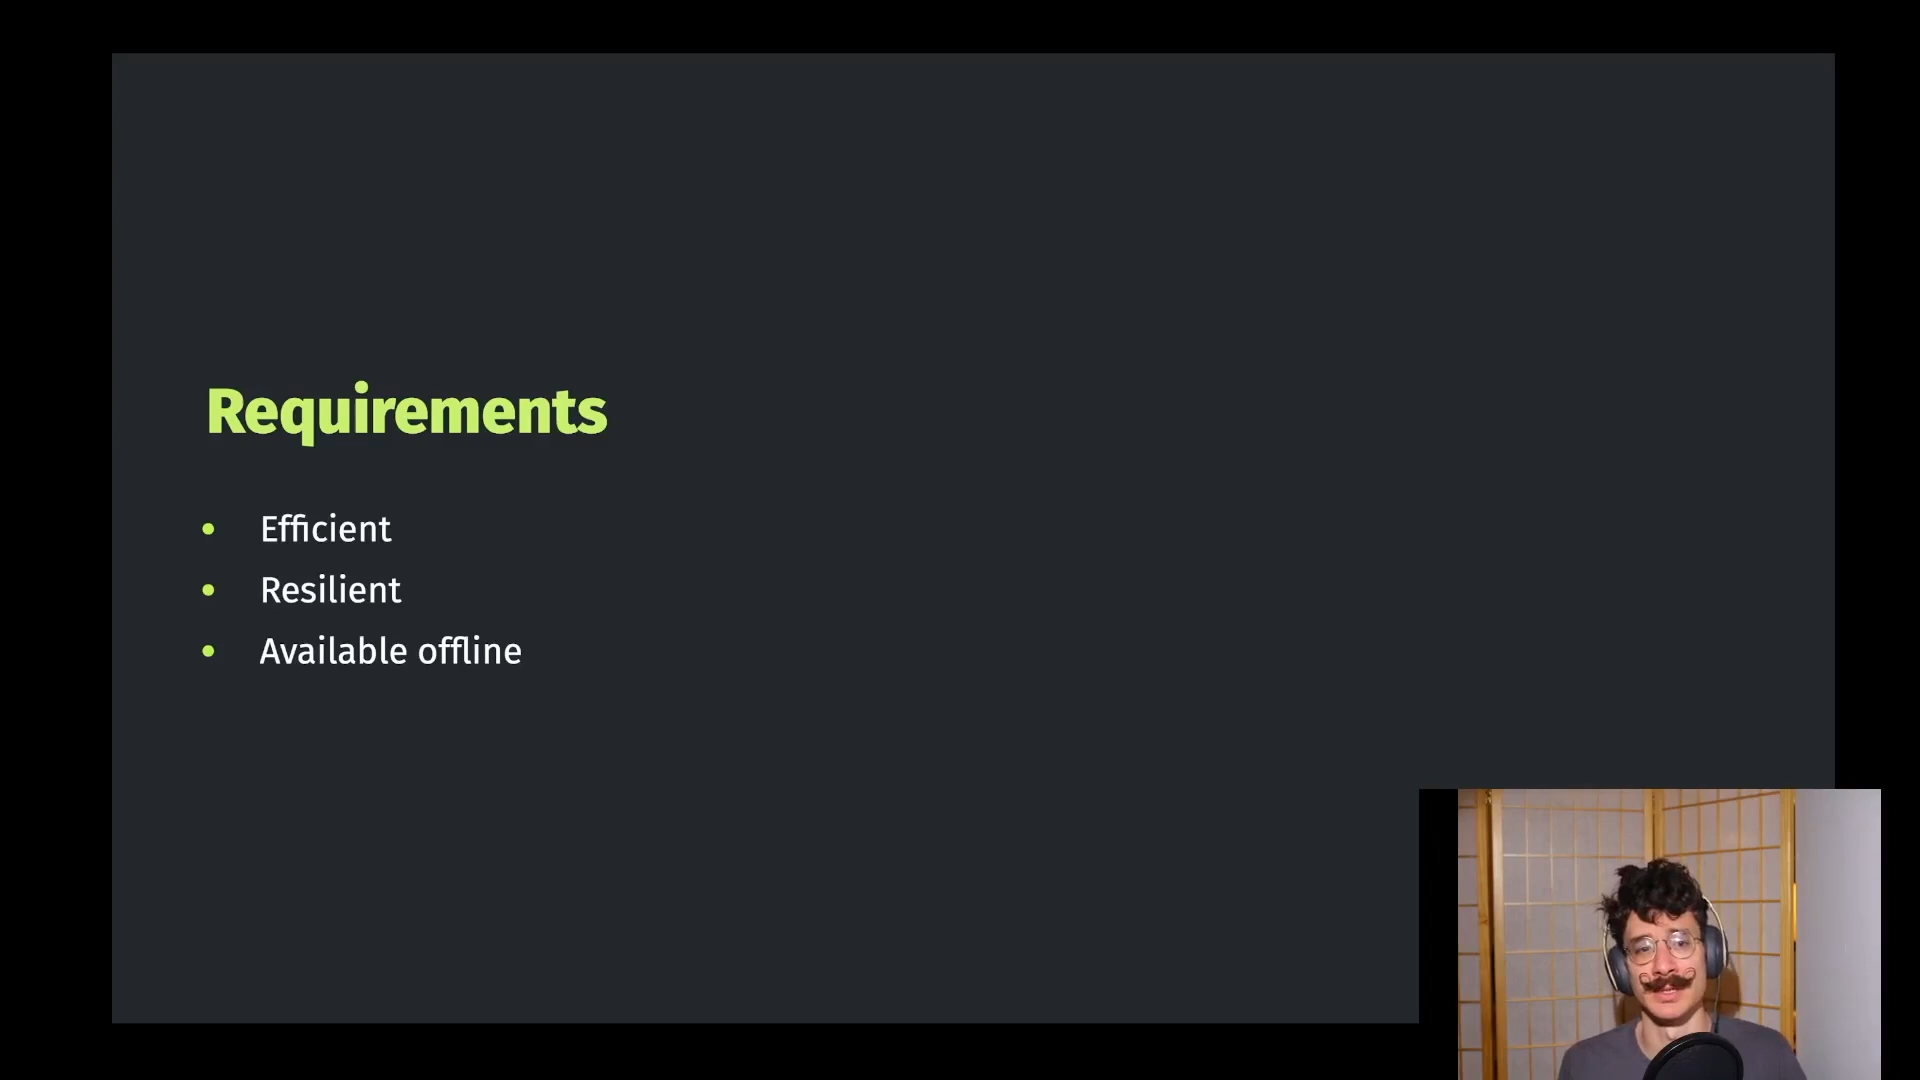 Requirements
• Efficient
• Resilient
• Available offline